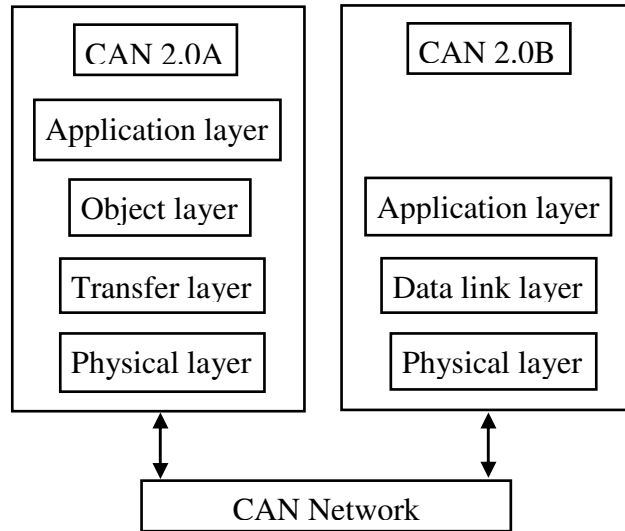 CAN 2.0A
Application layer
Object layer
Transfer layer
Physical layer
CAN 2.0B
Application layer
Data link layer
Physical layer
CAN Network